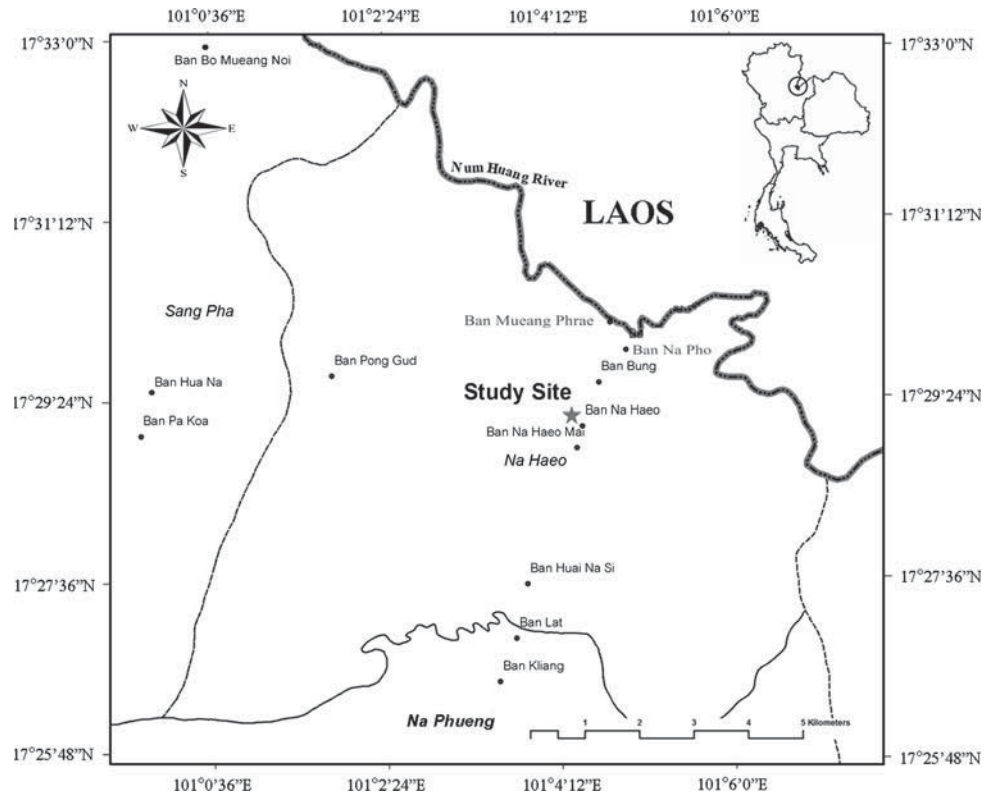 101°0'36"E
101°2'24"E
101°4'12"E
101°6'0"E
17°33'0"N
17°33'0"N
Ban Bo Mueang Noi
N
W
E
S
Num Huang River
LAOS
17°31'12"N
17°31'12"N
Sang Pha
Ban Mueang Phrae
Ban Na Pho
Ban Pong Gud
Ban Bung
Ban Hua Na
Study Site
17°29'24"N
17°29'24"N
Ban Na Haeo
Ban Pa Koa
Ban Na Haeo Mai
Na Haeo
Ban Huai Na Si
17°27'36"N
17°27'36"N
Ban Lat
Ban Kliang
Na Phueng
1 2 3 4 5 Kilometers
17°25'48"N
17°25'48"N
101°0'36"E
101°2'24"E
101°4'12"E
101°6'0"E